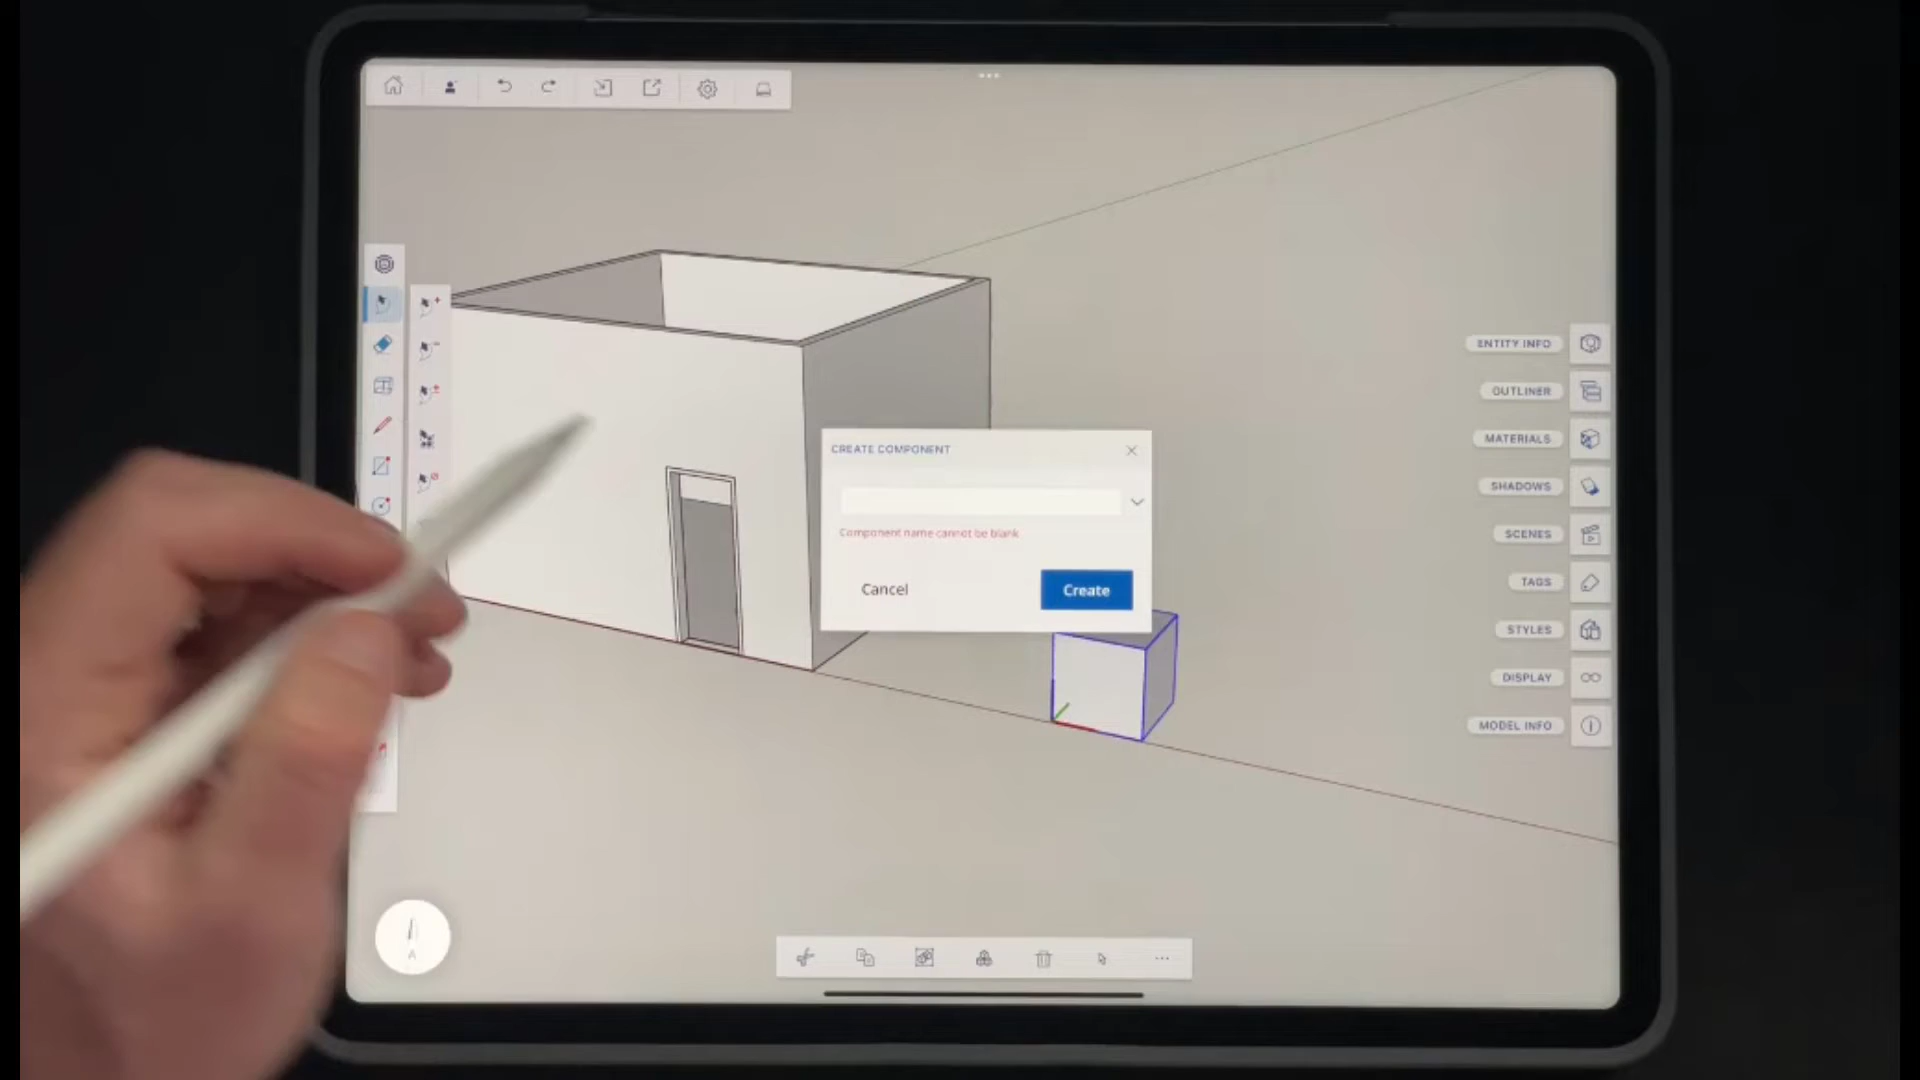 CREATE COMPONENT
Component name cannot be blank
Cancel
Create
ENTITY INFO
OUTLINER
MATERIALS
SHADOWS
SCENES
TAGS
STYLES
DISPLAY
MODEL INFO
A